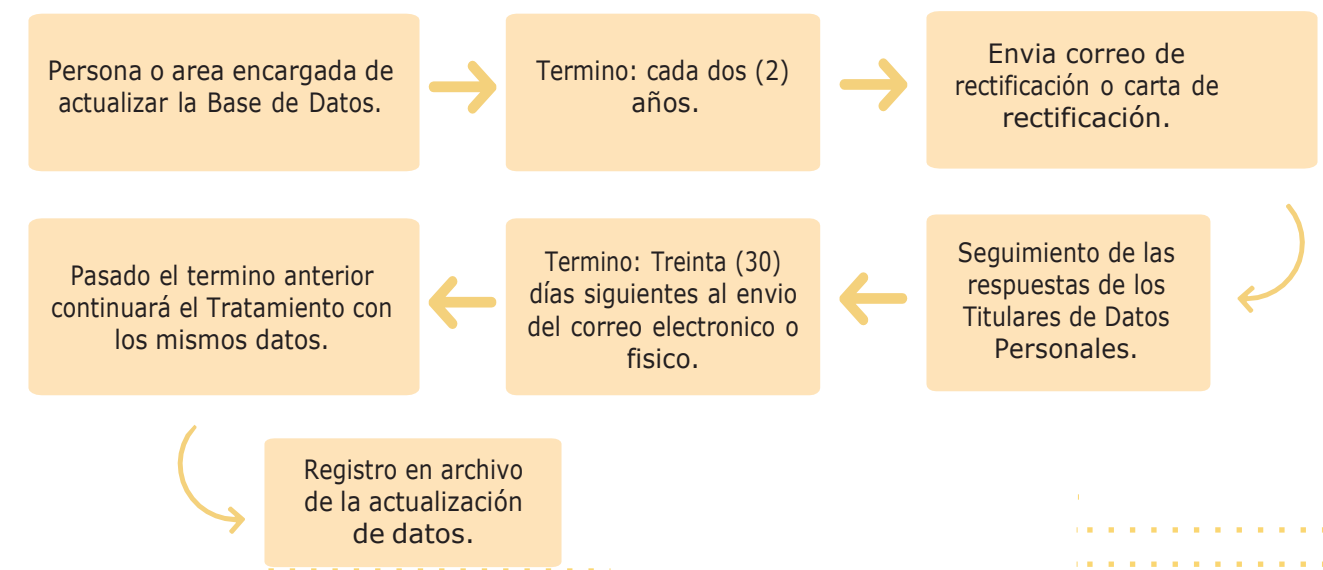 Persona o area encargada de
actualizar la Base de Datos.
Termino: cada dos (2)
años.
Envia correo de
rectificación o carta de
rectificación.
Seguimiento de las
respuestas de los
Titulares de Datos
Personales.
Termino: Treinta (30)
días siguientes al envio
del correo electronico o
fisico.
Pasado el termino anterior
continuará el Tratamiento con
los mismos datos.
Registro en archivo
de la actualización
de datos.